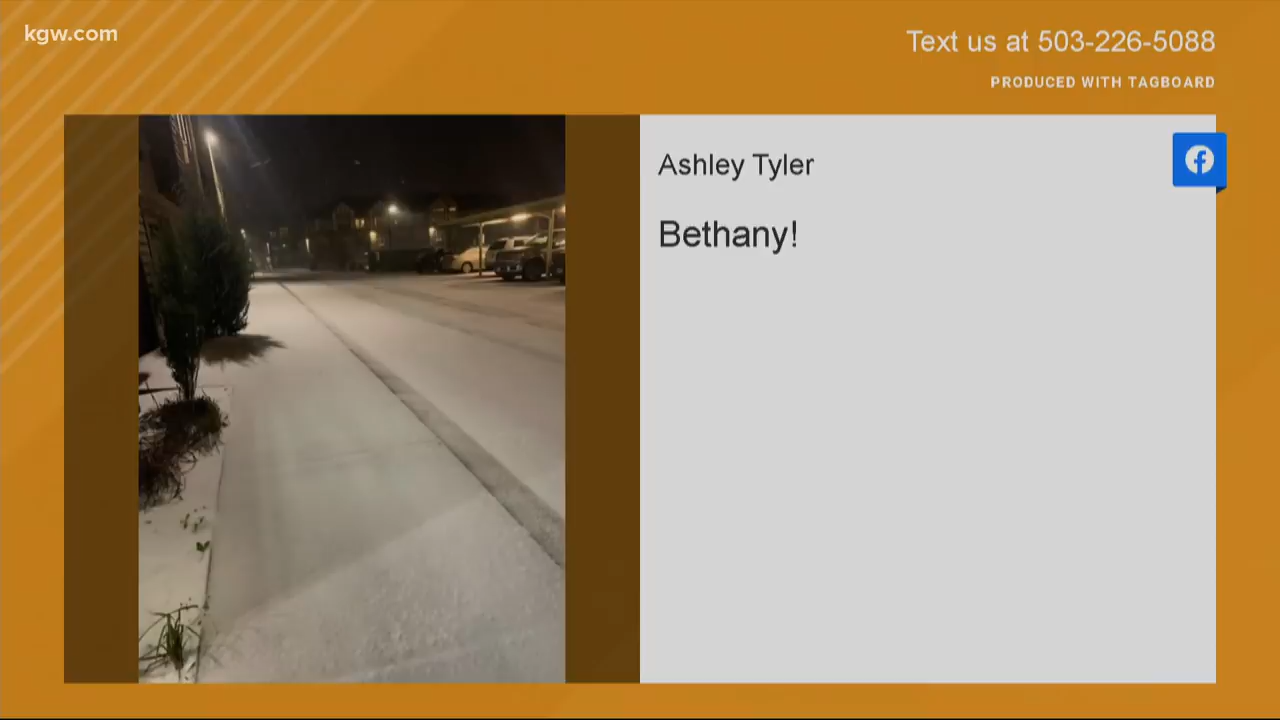 kgw.com
Text us at 503-226-5088
PRODUCED WITH TAGBOARD
Ashley Tyler
Bethany!